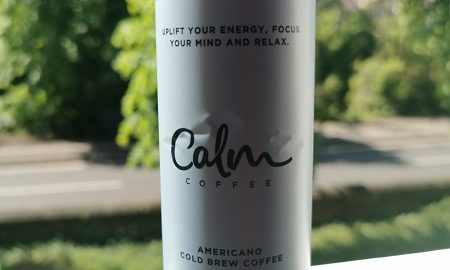 UPLIFT YOUR ENERGY, FOCUS
YOUR MIND AND RELAX.
Calm
COFFEE
AMERICANO
COLD BREW COFFEE